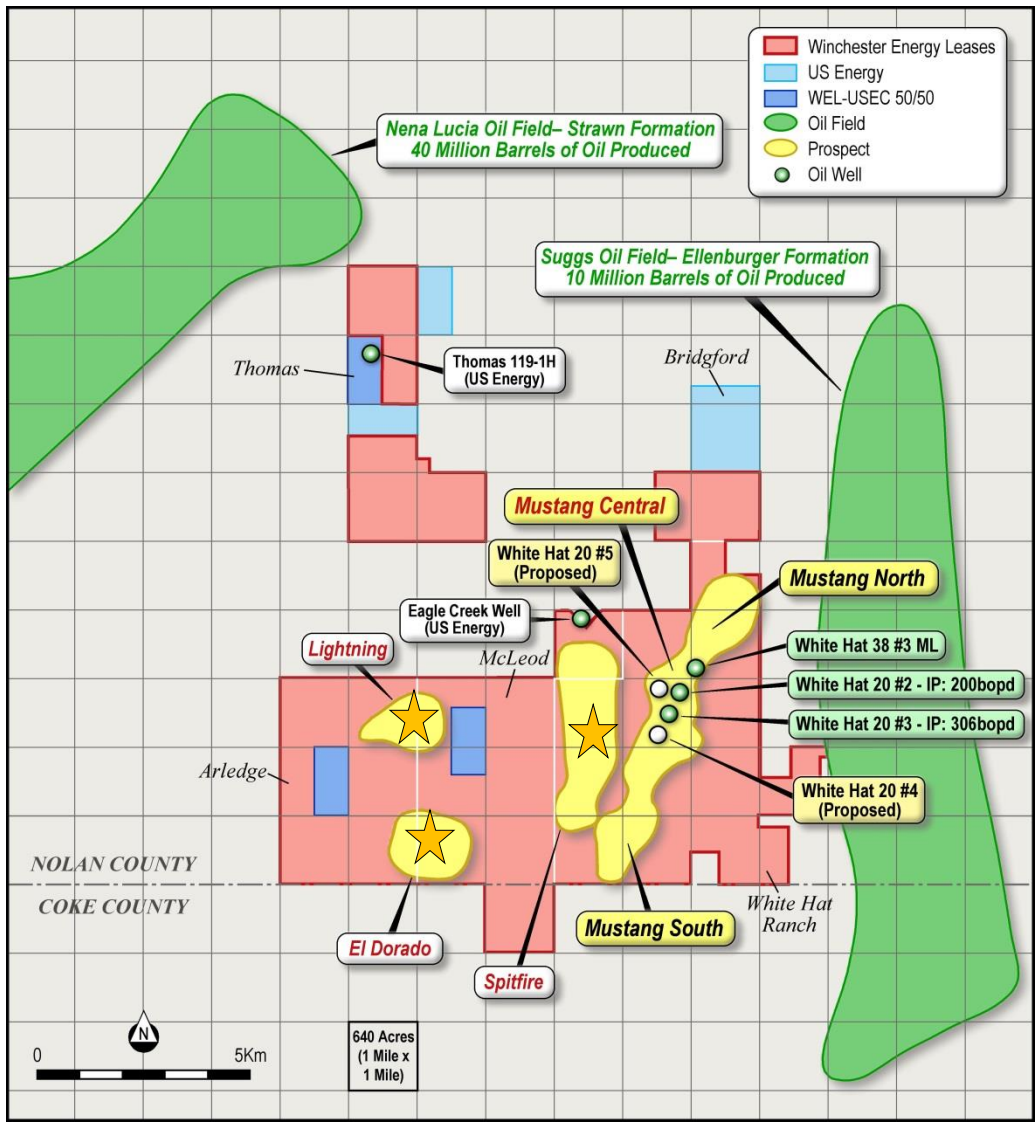 Winchester Energy Leases
US Energy
WEL-USEC 50/50
Oil Field
Prospect
Oil Well
Nena Lucia Oil Field– Strawn Formation
40 Million Barrels of Oil Produced
Suggs Oil Field– Ellenburger Formation
10 Million Barrels of Oil Produced
Thomas
Thomas 119-1H
(US Energy)
Bridgford
Mustang Central
White Hat 20 #5
(Proposed)
Mustang North
Eagle Creek Well
(US Energy)
Lightning
McLeod
White Hat 38 #3 ML
White Hat 20 #2 - IP: 200bopd
White Hat 20 #3 - IP: 306bopd
Arledge
White Hat 20 #4
(Proposed)
NOLAN COUNTY
COKE COUNTY
White Hat
Ranch
Mustang South
El Dorado
Spitfire
N
0
5Km
640 Acres
(1 Mile x
1 Mile)